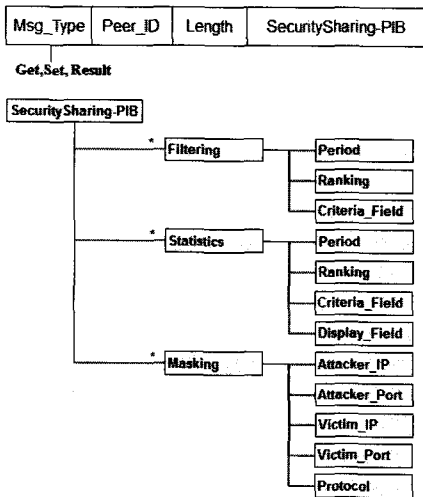 Msg_Type Peer_ID Length SecuritySharing-PIB
Get,Set, Result
SecuritySharing-PIB
* Filtering Period
Ranking
Criteria_Field
* Statistics Period
Ranking
Criteria_Field
Display_Field
* Masking Attacker_IP
Attacker_Port
Victim_IP
Victim_Port
Protocol